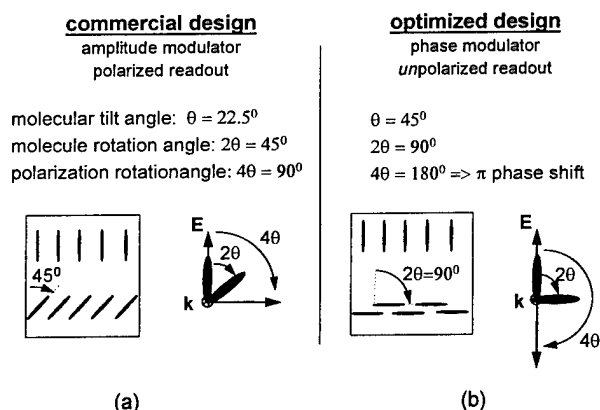 commercial design
amplitude modulator
polarized readout
molecular tilt angle: θ = 22.5⁰
molecule rotation angle: 2θ = 45⁰
polarization rotationangle: 4θ = 90⁰
45⁰
E
2θ
4θ
k
(a)
optimized design
phase modulator
unpolarized readout
θ = 45⁰
2θ = 90⁰
4θ = 180⁰ => π phase shift
2θ=90⁰
E
2θ
k
4θ
(b)